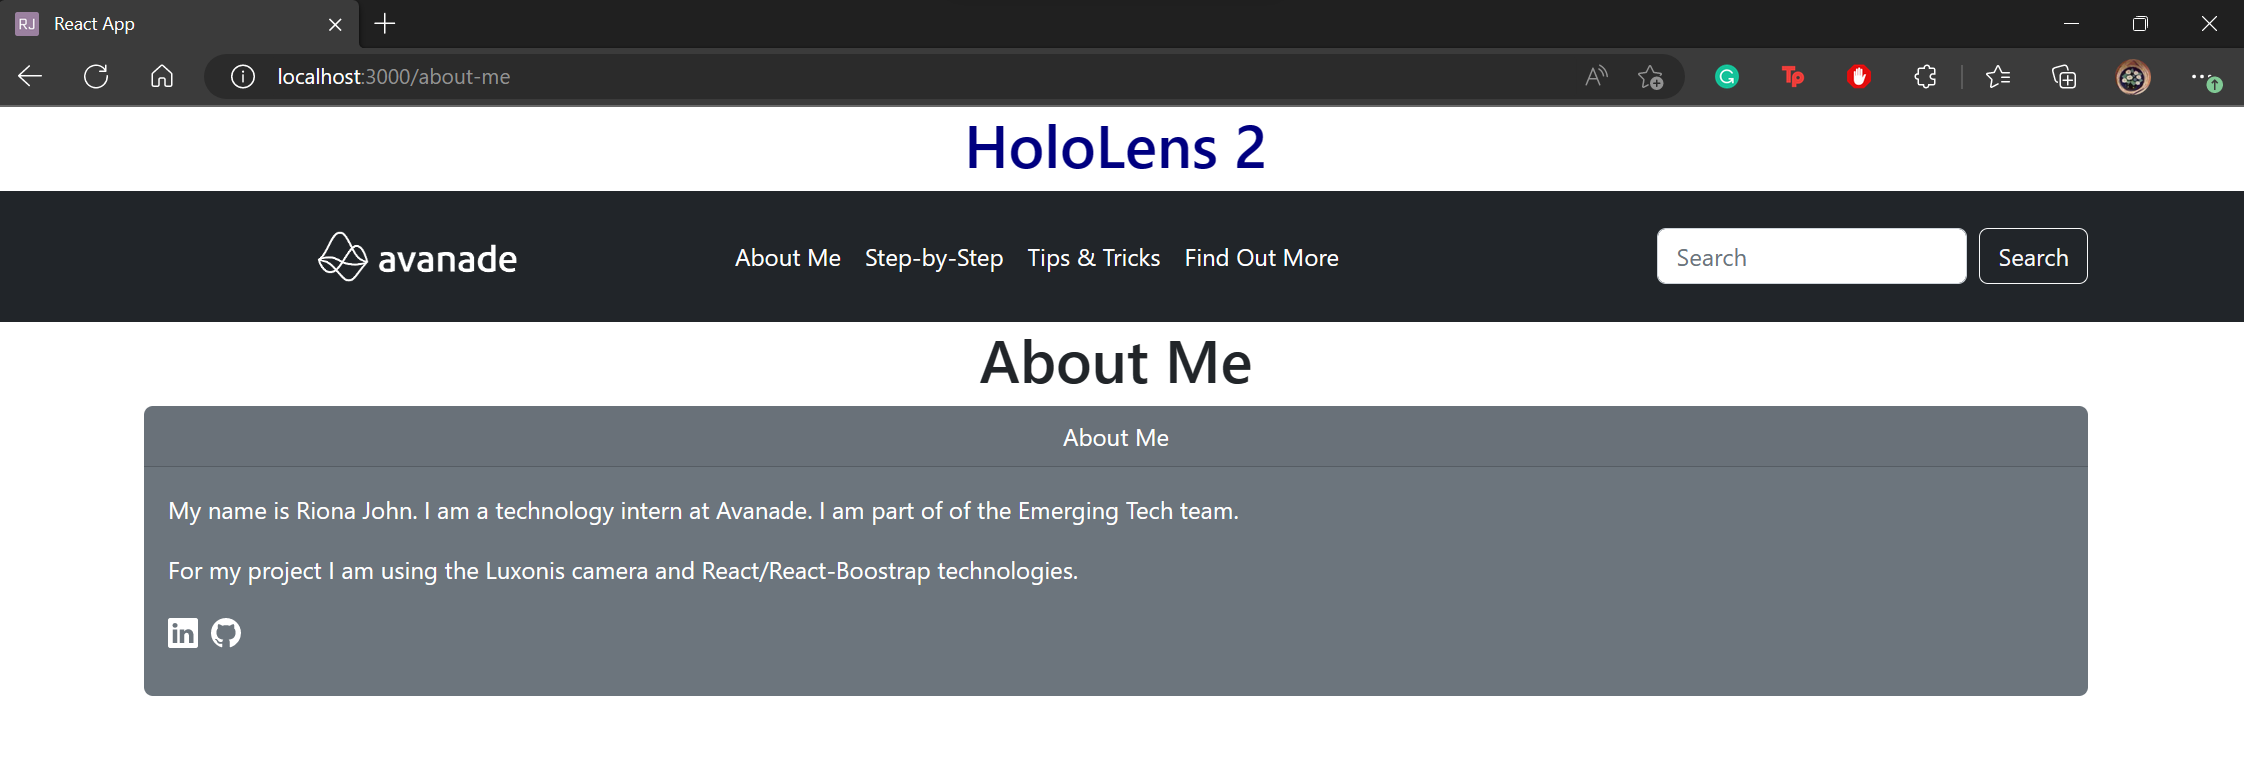 RJ React App
localhost:3000/about-me
HoloLens 2
avanade About Me Step-by-Step Tips & Tricks Find Out More Search Search
About Me
About Me
My name is Riona John. I am a technology intern at Avanade. I am part of of the Emerging Tech team.
For my project I am using the Luxonis camera and React/React-Boostrap technologies.
in